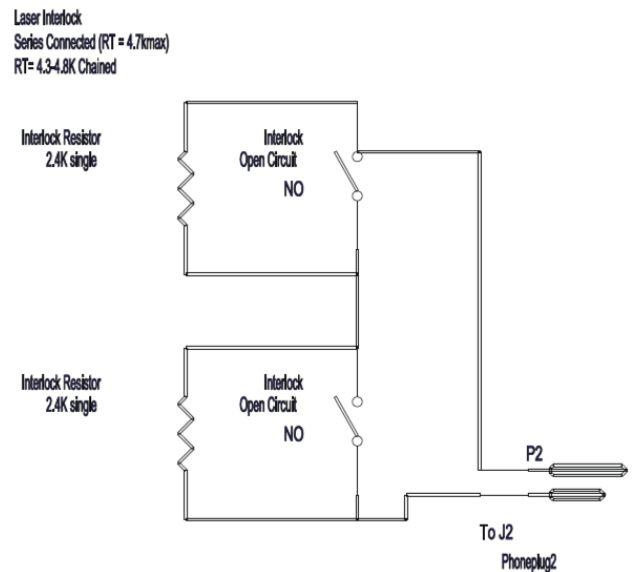 Laser Interlock
Series Connected (RT = 4.7kmax)
RT= 4.3-4.8K Chained
Interlock Resistor
2.4K single
Interlock
Open Circuit
NO
Interlock Resistor
2.4K single
Interlock
Open Circuit
NO
P2
To J2
Phoneplug2